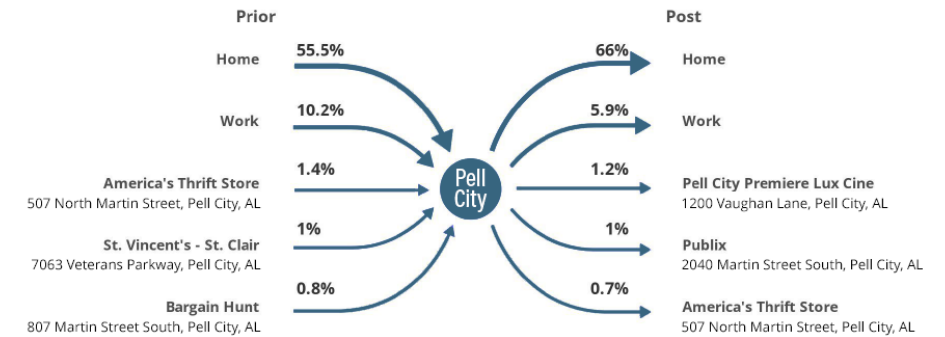 Prior
Post
55.5%
Home
66%
Home
10.2%
Work
5.9%
Work
1.4%
America's Thrift Store
507 North Martin Street, Pell City, AL
Pell
City
1.2%
Pell City Premiere Lux Cine
1200 Vaughan Lane, Pell City, AL
1%
St. Vincent's - St. Clair
7063 Veterans Parkway, Pell City, AL
1%
Publix
2040 Martin Street South, Pell City, AL
0.8%
Bargain Hunt
807 Martin Street South, Pell City, AL
0.7%
America's Thrift Store
507 North Martin Street, Pell City, AL